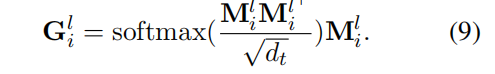 G_i^l = softmax(M_i^l M_i^{l⊤} / √d_t) M_i^l. (9)